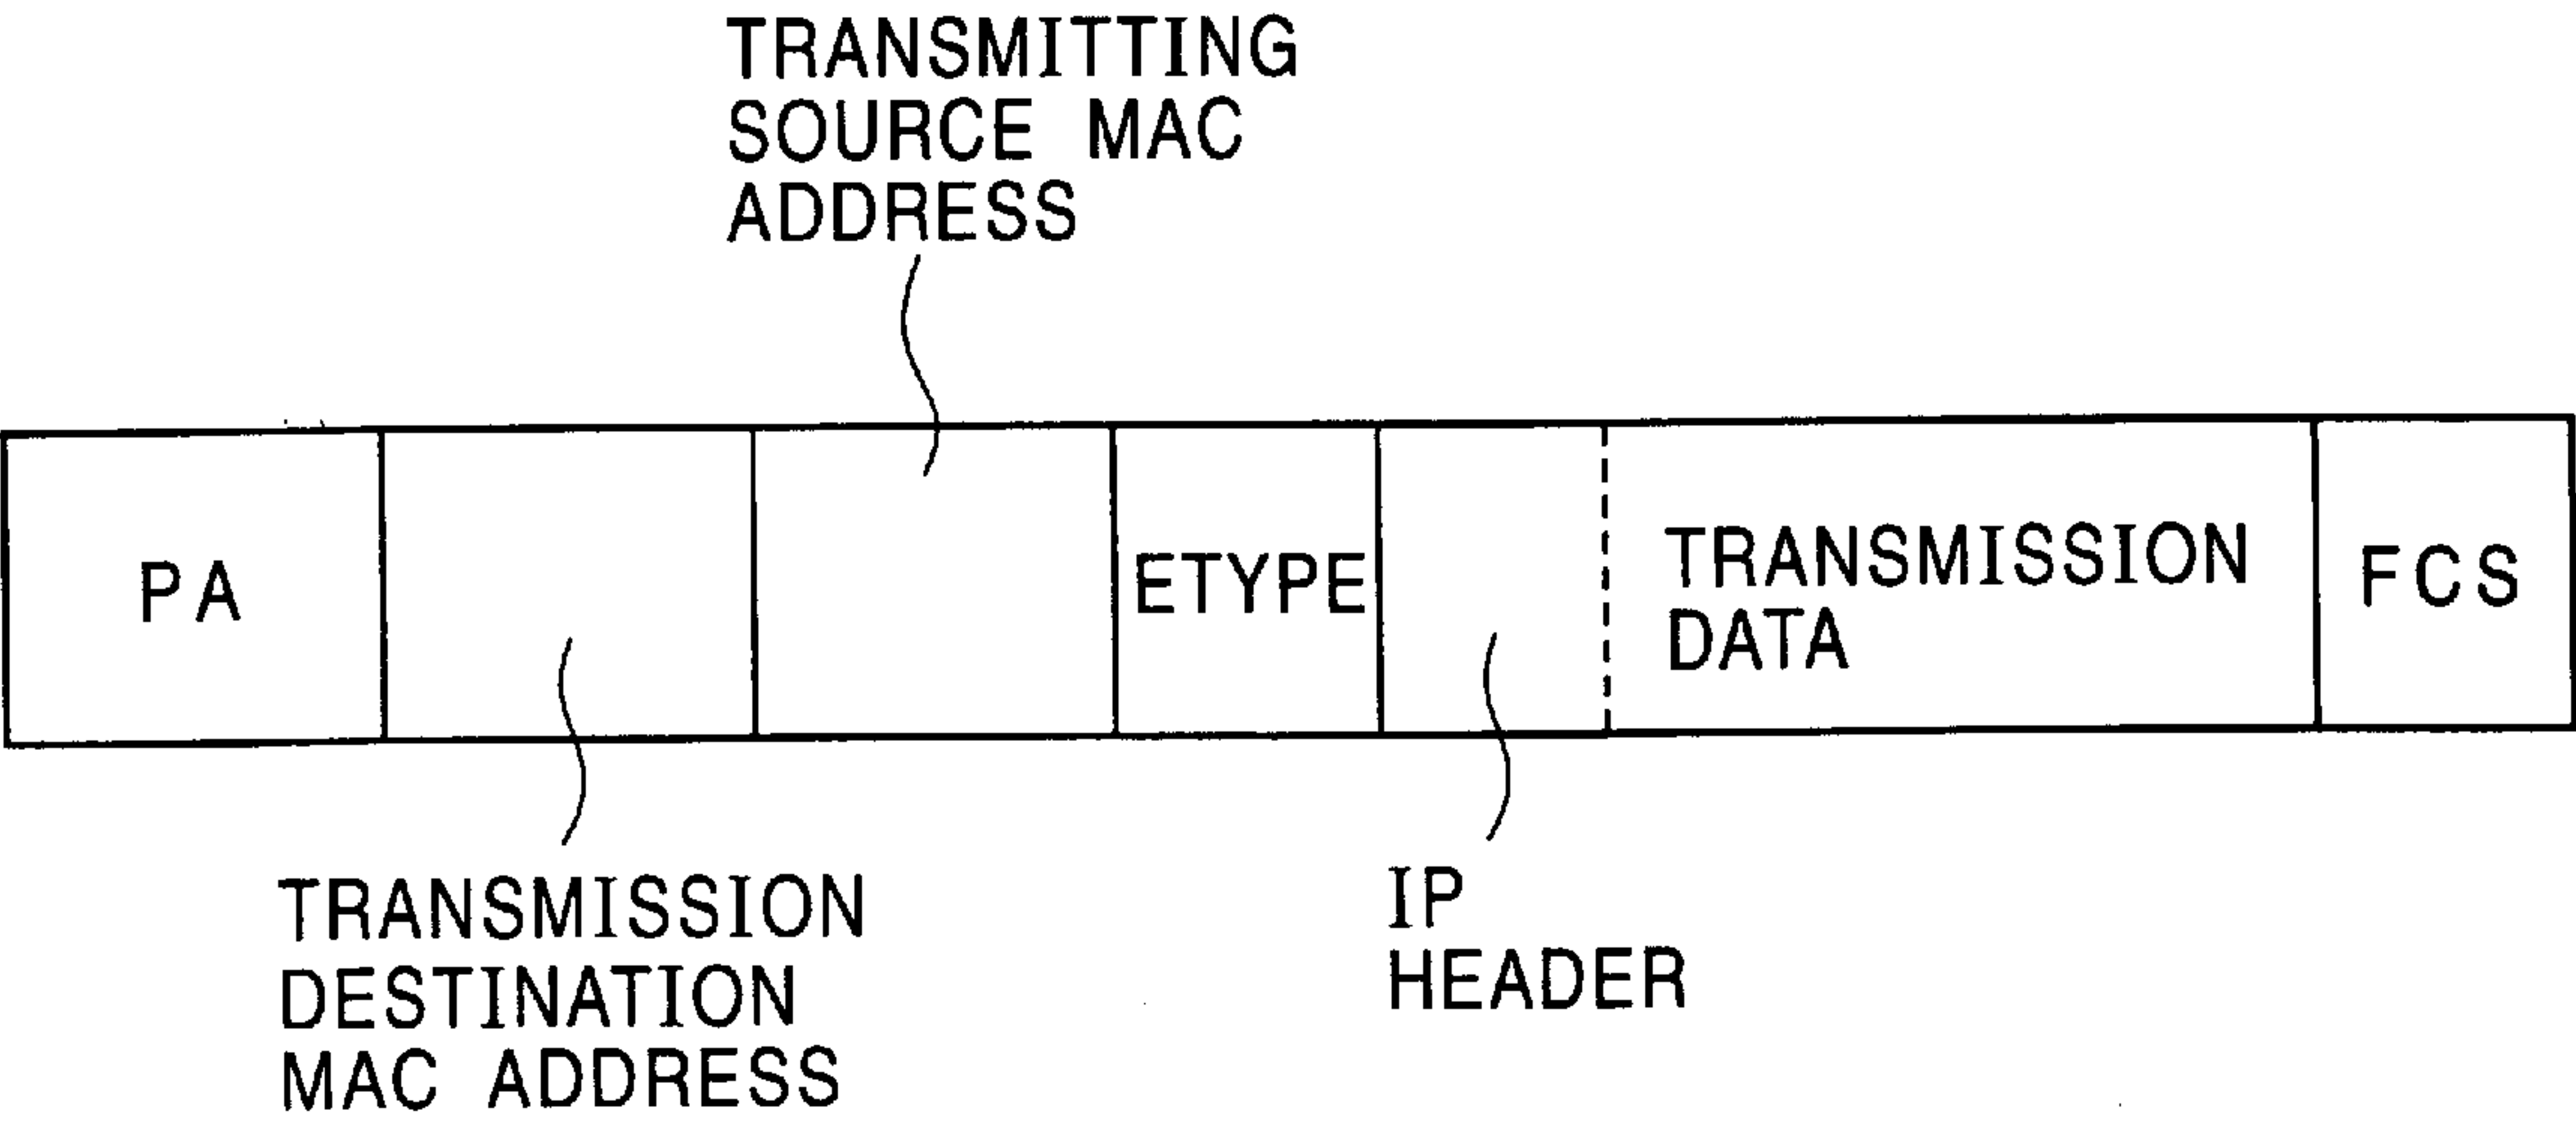 TRANSMITTING
SOURCE MAC
ADDRESS
PA
ETYPE
TRANSMISSION
DATA
FCS
TRANSMISSION
DESTINATION
MAC ADDRESS
IP
HEADER